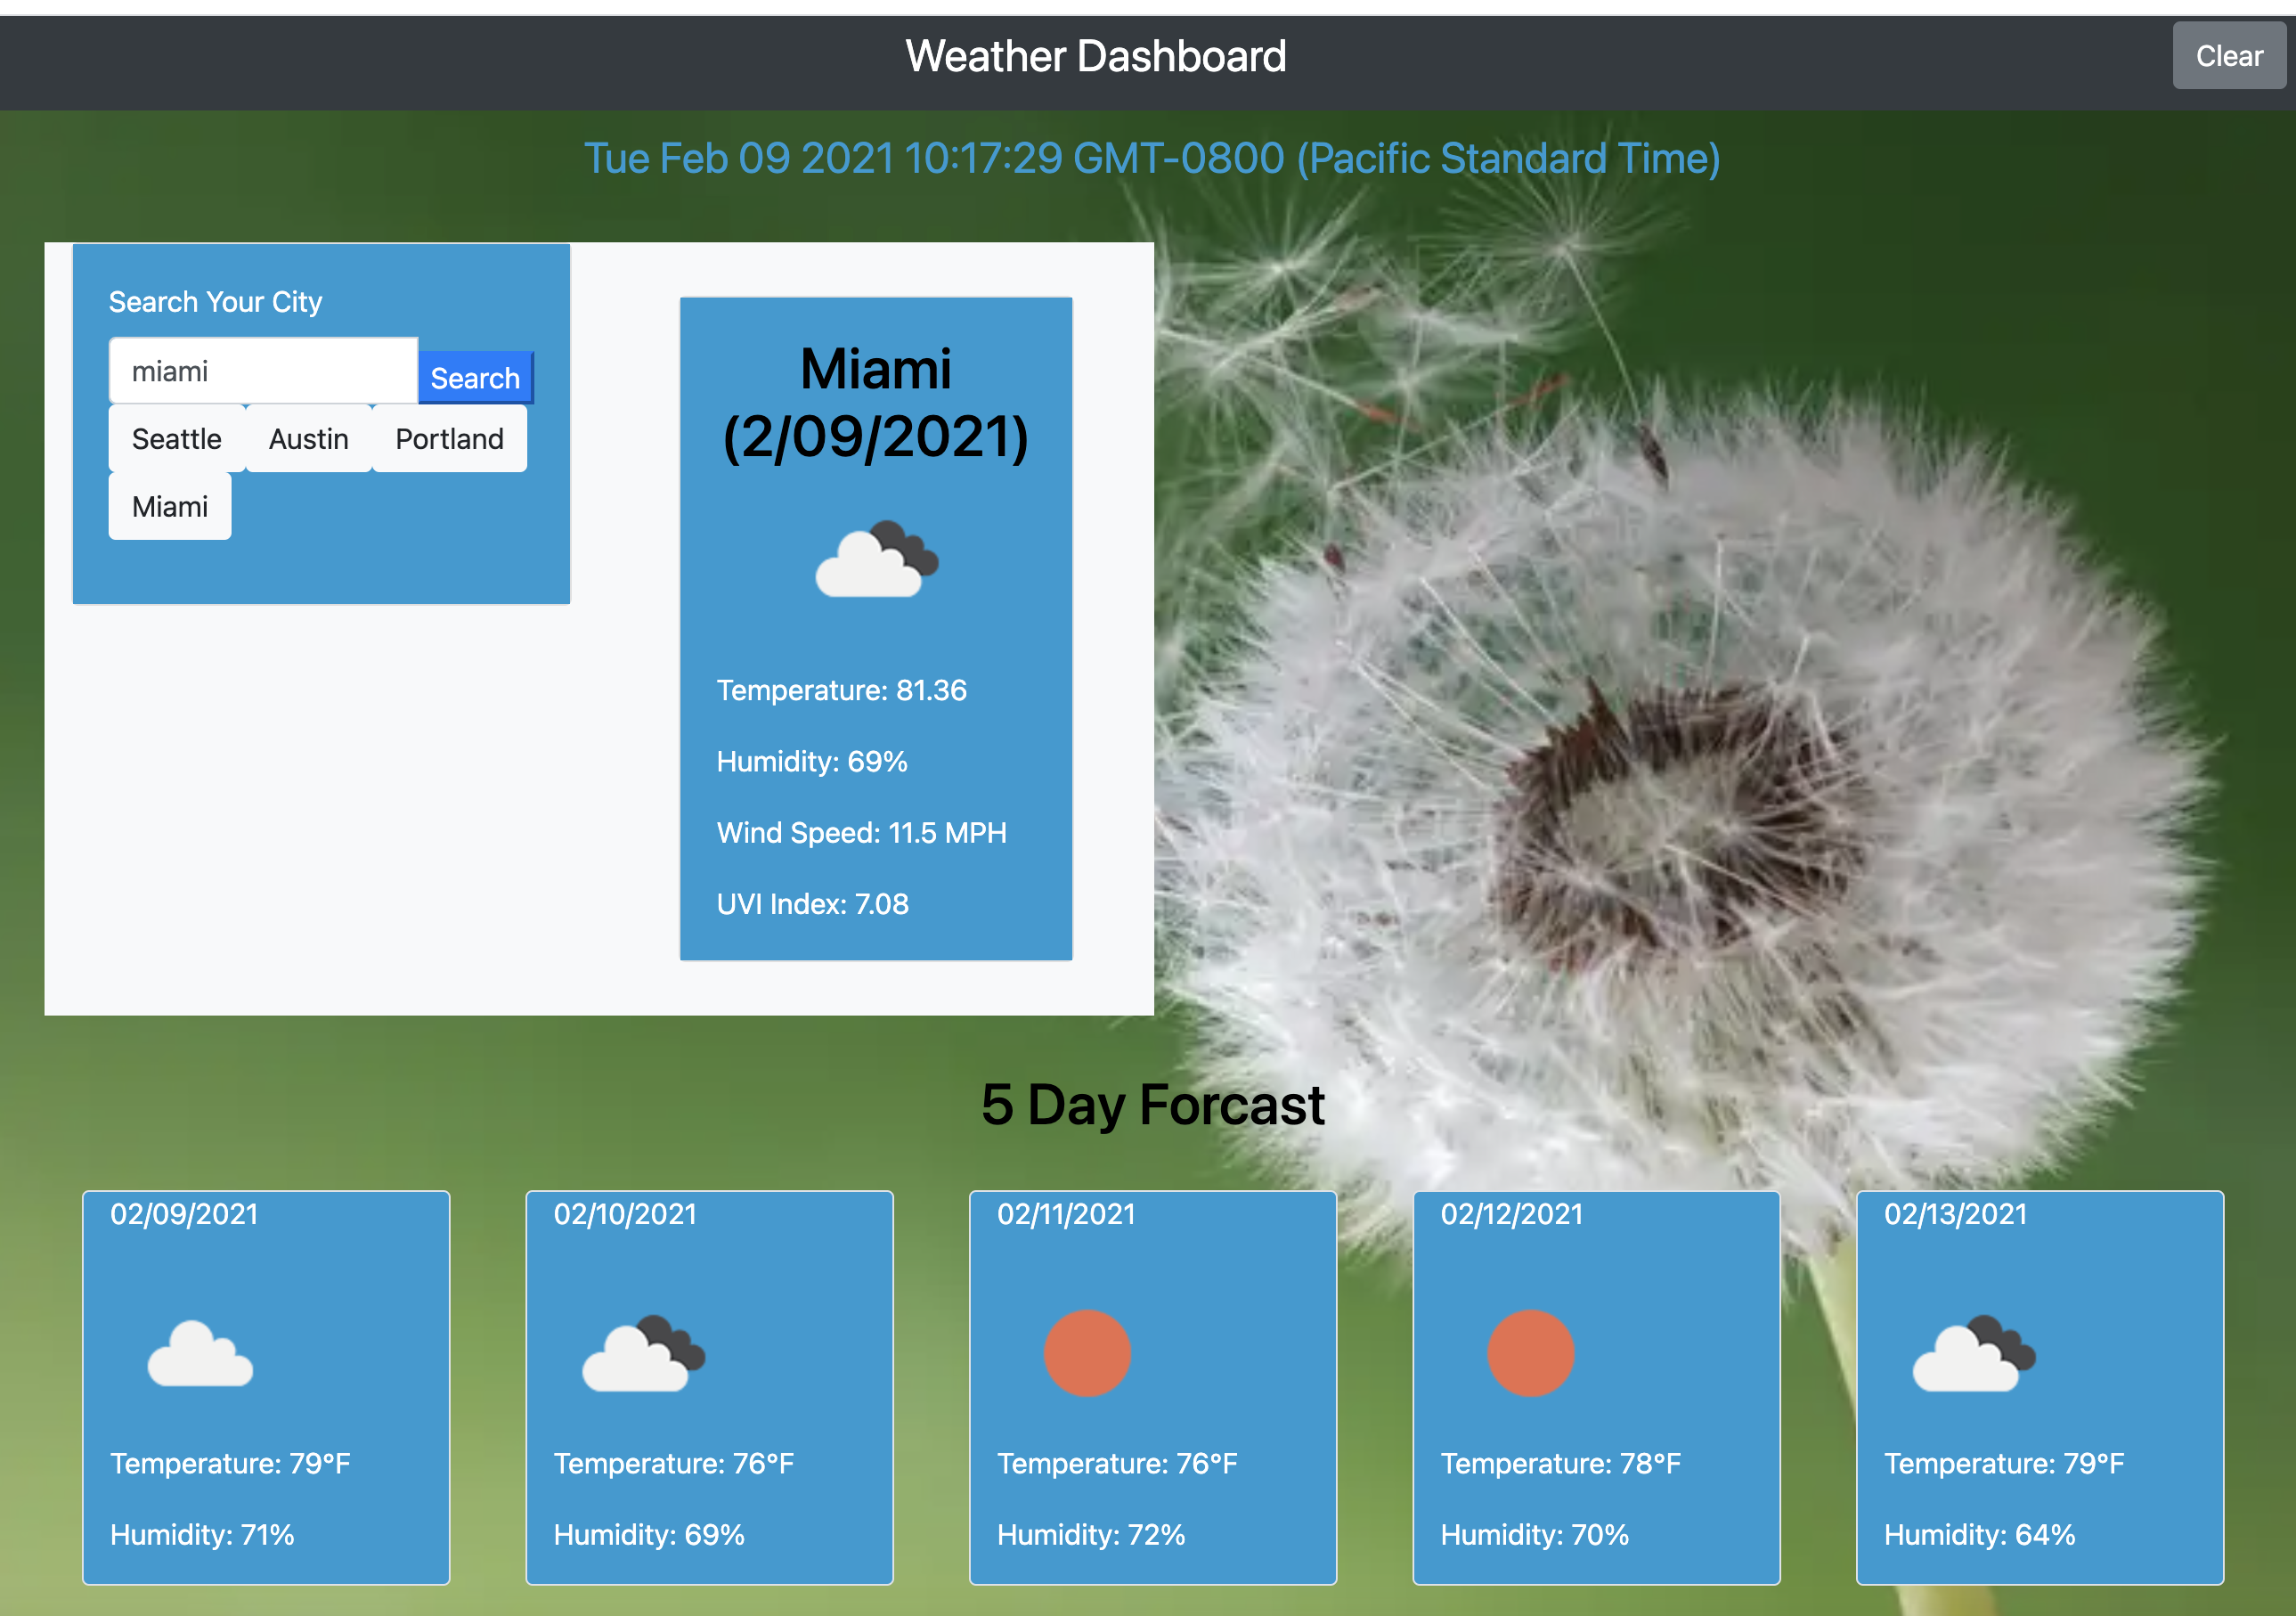 Weather Dashboard
Clear
Tue Feb 09 2021 10:17:29 GMT-0800 (Pacific Standard Time)
Search Your City
miami
Search
Seattle Austin Portland
Miami
Miami
(2/09/2021)
Temperature: 81.36
Humidity: 69%
Wind Speed: 11.5 MPH
UVI Index: 7.08
5 Day Forcast
02/09/2021
Temperature: 79°F
Humidity: 71%
02/10/2021
Temperature: 76°F
Humidity: 69%
02/11/2021
Temperature: 76°F
Humidity: 72%
02/12/2021
Temperature: 78°F
Humidity: 70%
02/13/2021
Temperature: 79°F
Humidity: 64%